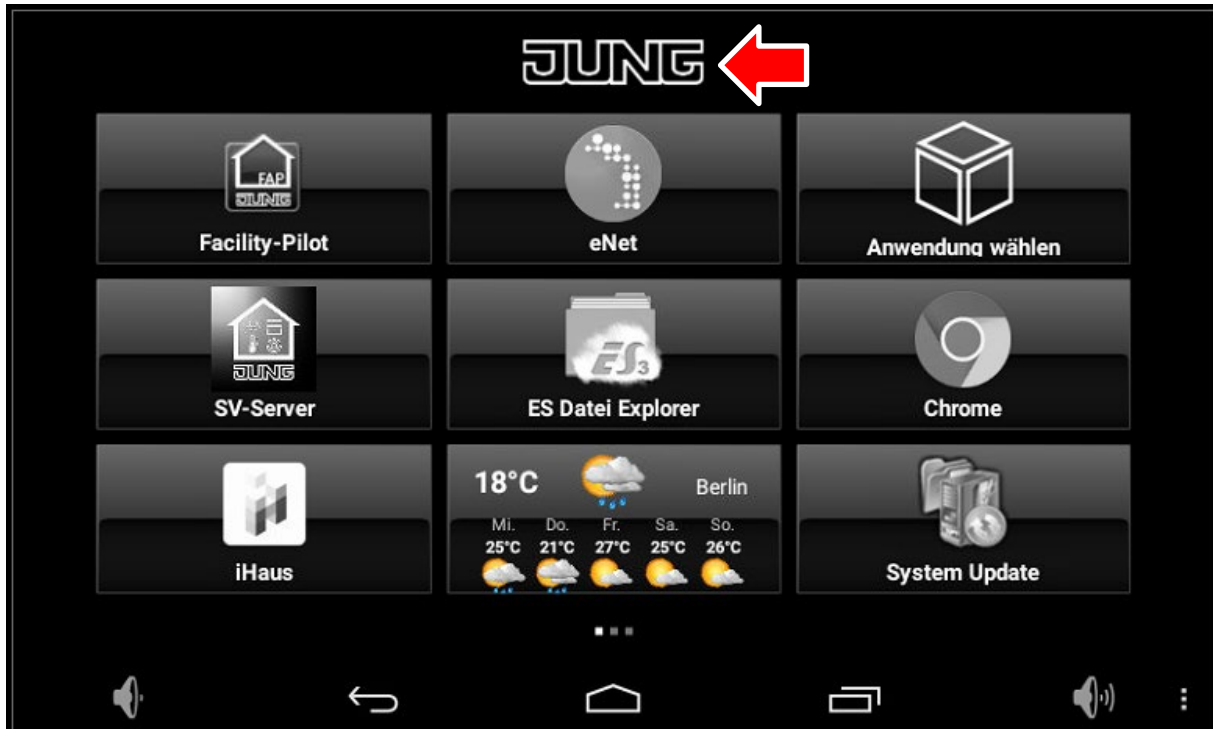 JUNG
FAP
JUNG
Facility-Pilot
eNet
Anwendung wählen
JUNG
SV-Server
ES3
ES Datei Explorer
Chrome
iHaus
18°C Berlin
Mi. Do. Fr. Sa. So.
25°C 21°C 27°C 25°C 26°C
System Update